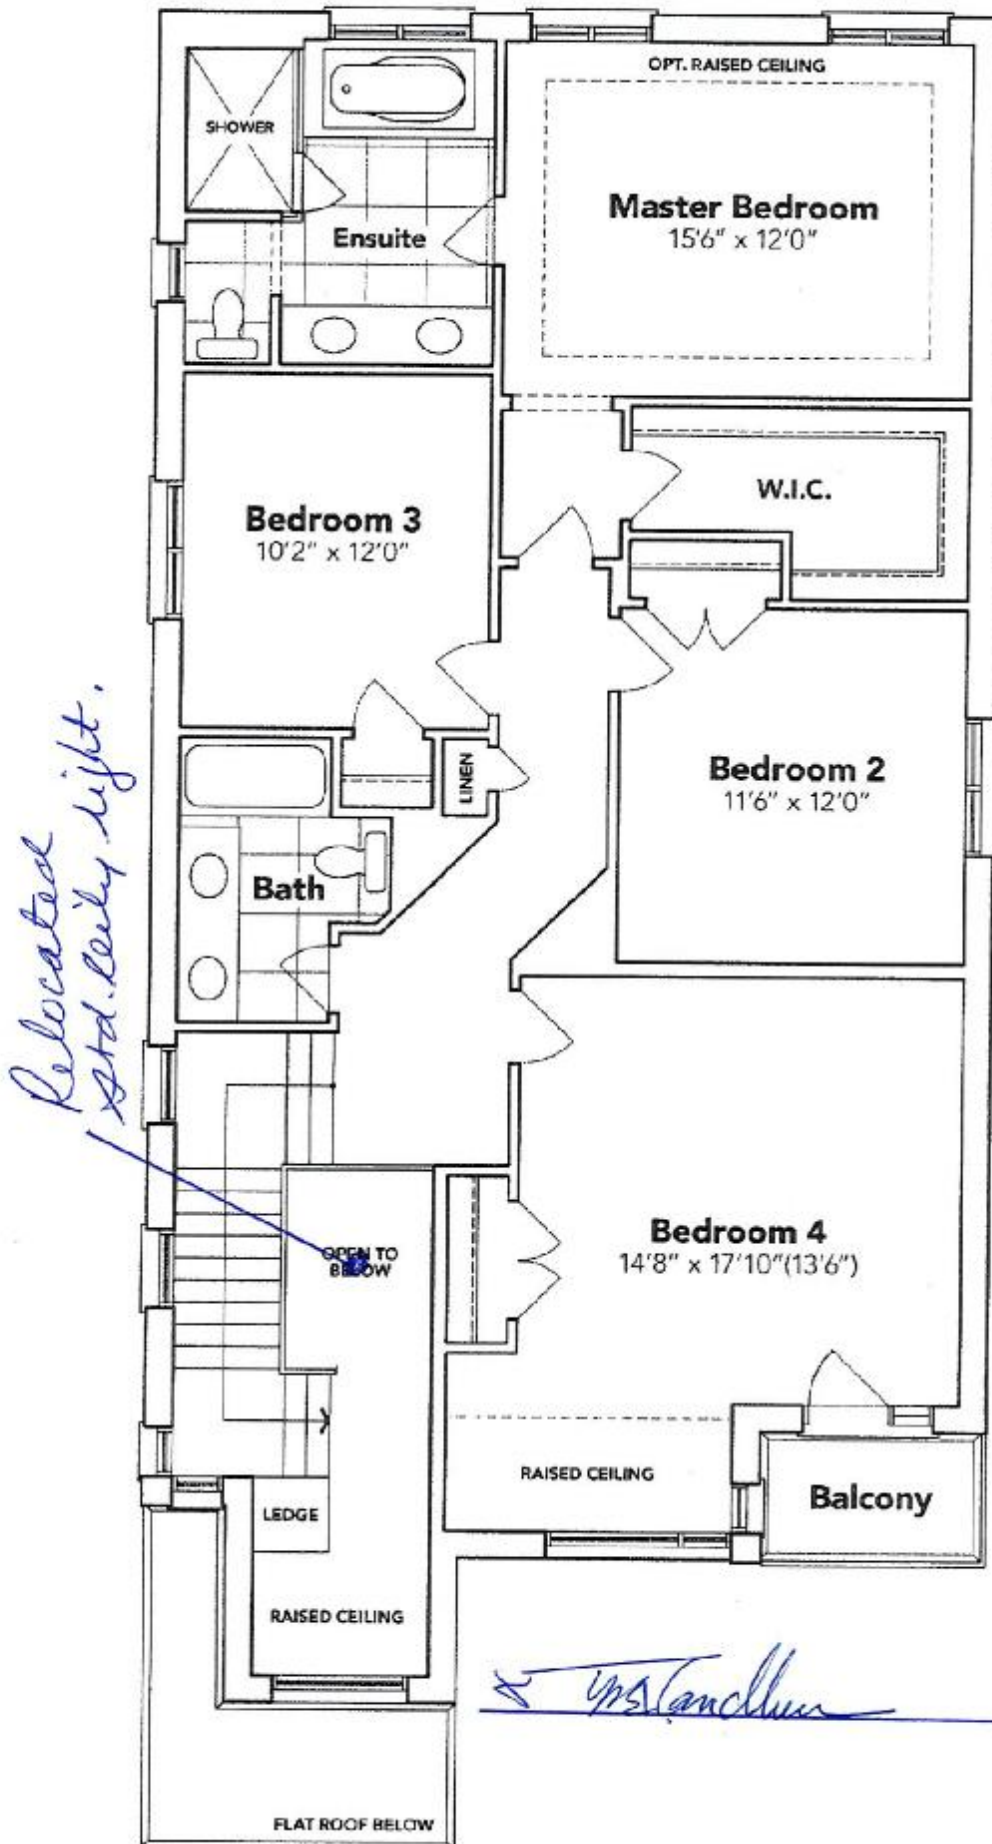 OPT. RAISED CEILING
SHOWER
Master Bedroom
15'6" x 12'0"
Ensuite
W.I.C.
Bedroom 3
10'2" x 12'0"
Bedroom 2
11'6" x 12'0"
LINEN
Bath
Relocated
std. ceiling light.
OPEN TO
BELOW
Bedroom 4
14'8" x 17'10"(13'6")
RAISED CEILING
Balcony
LEDGE
RAISED CEILING
FLAT ROOF BELOW